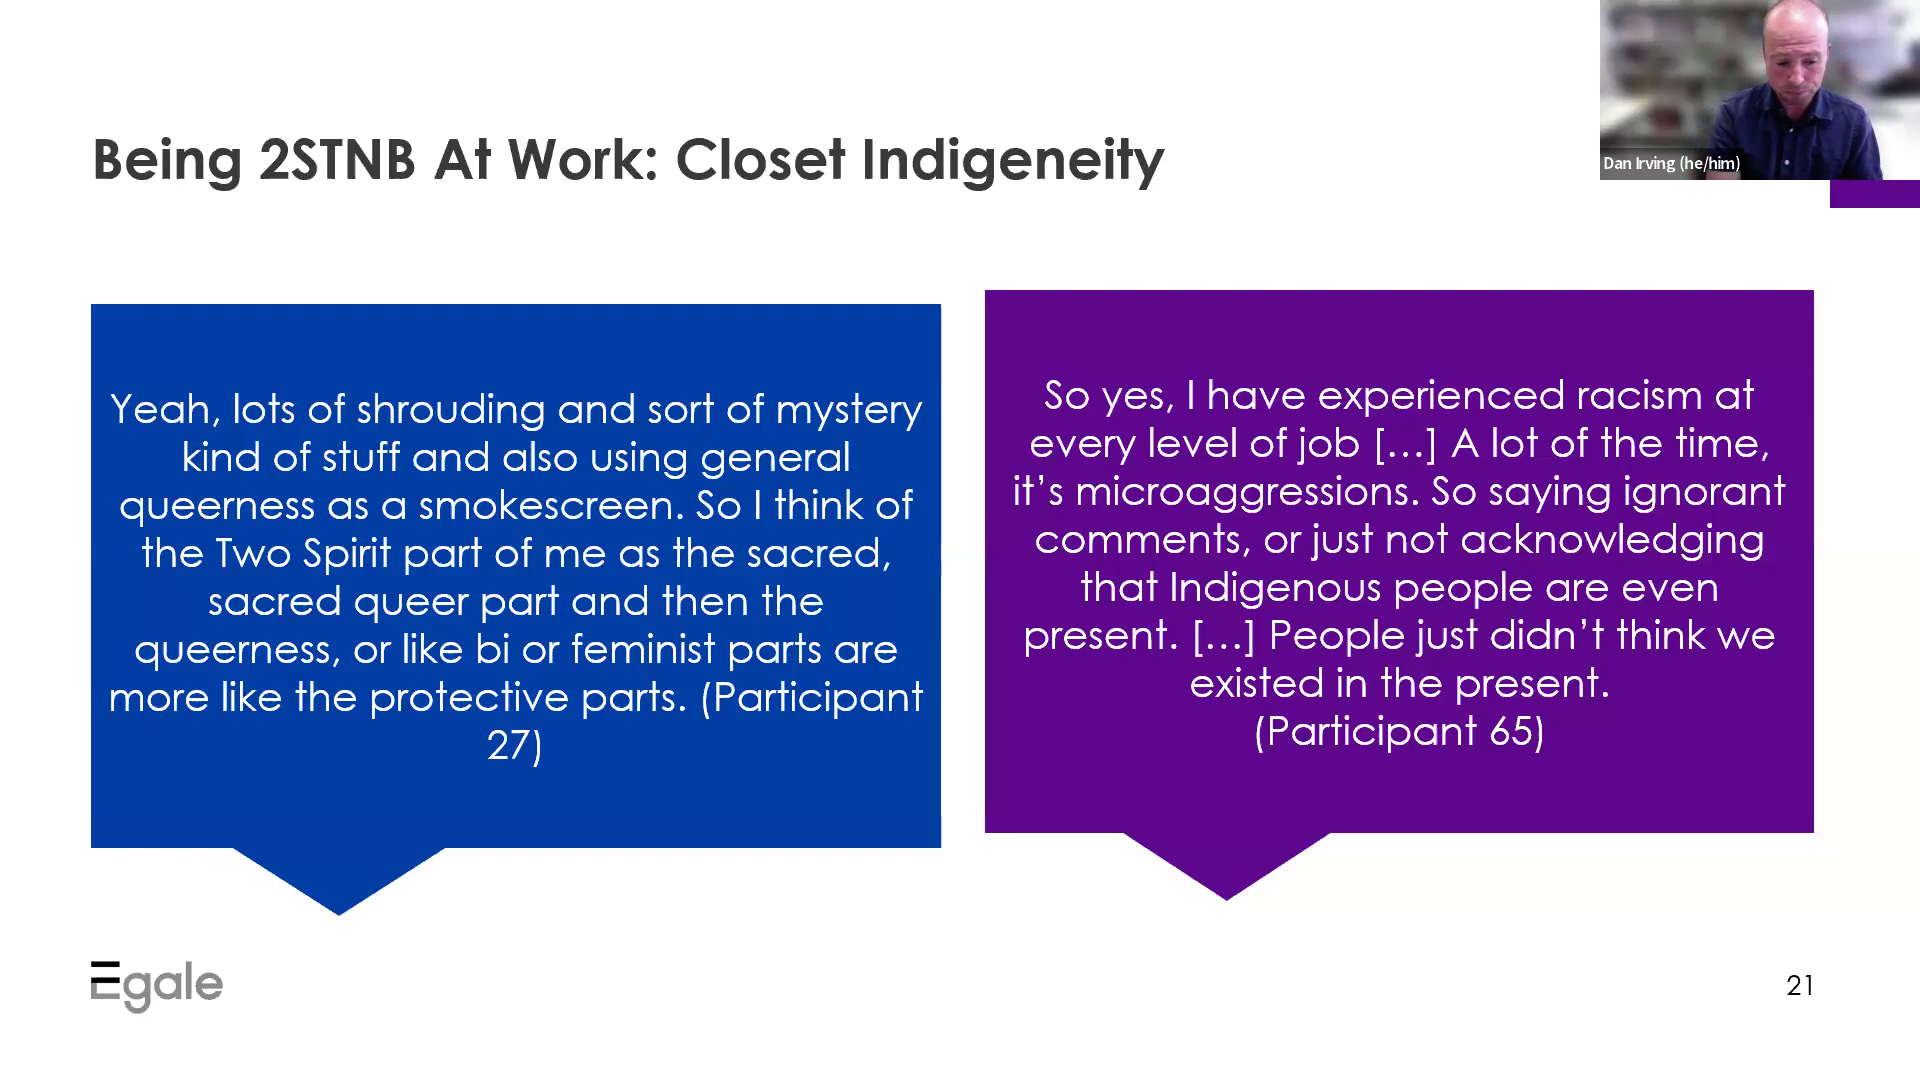 Dan Irving (he/him)
Being 2STNB At Work: Closet Indigeneity
Yeah, lots of shrouding and sort of mystery
kind of stuff and also using general
queerness as a smokescreen. So I think of
the Two Spirit part of me as the sacred,
sacred queer part and then the
queerness, or like bi or feminist parts are
more like the protective parts. (Participant
27)
So yes, I have experienced racism at
every level of job [...] A lot of the time,
it’s microaggressions. So saying ignorant
comments, or just not acknowledging
that Indigenous people are even
present. [...] People just didn’t think we
existed in the present.
(Participant 65)
Egale
21